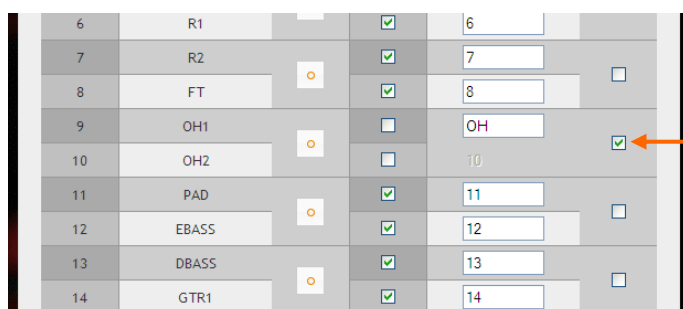 6 R1 6
7 R2 7
8 FT 8
9 OH1 OH
10 OH2 10
11 PAD 11
12 EBASS 12
13 DBASS 13
14 GTR1 14